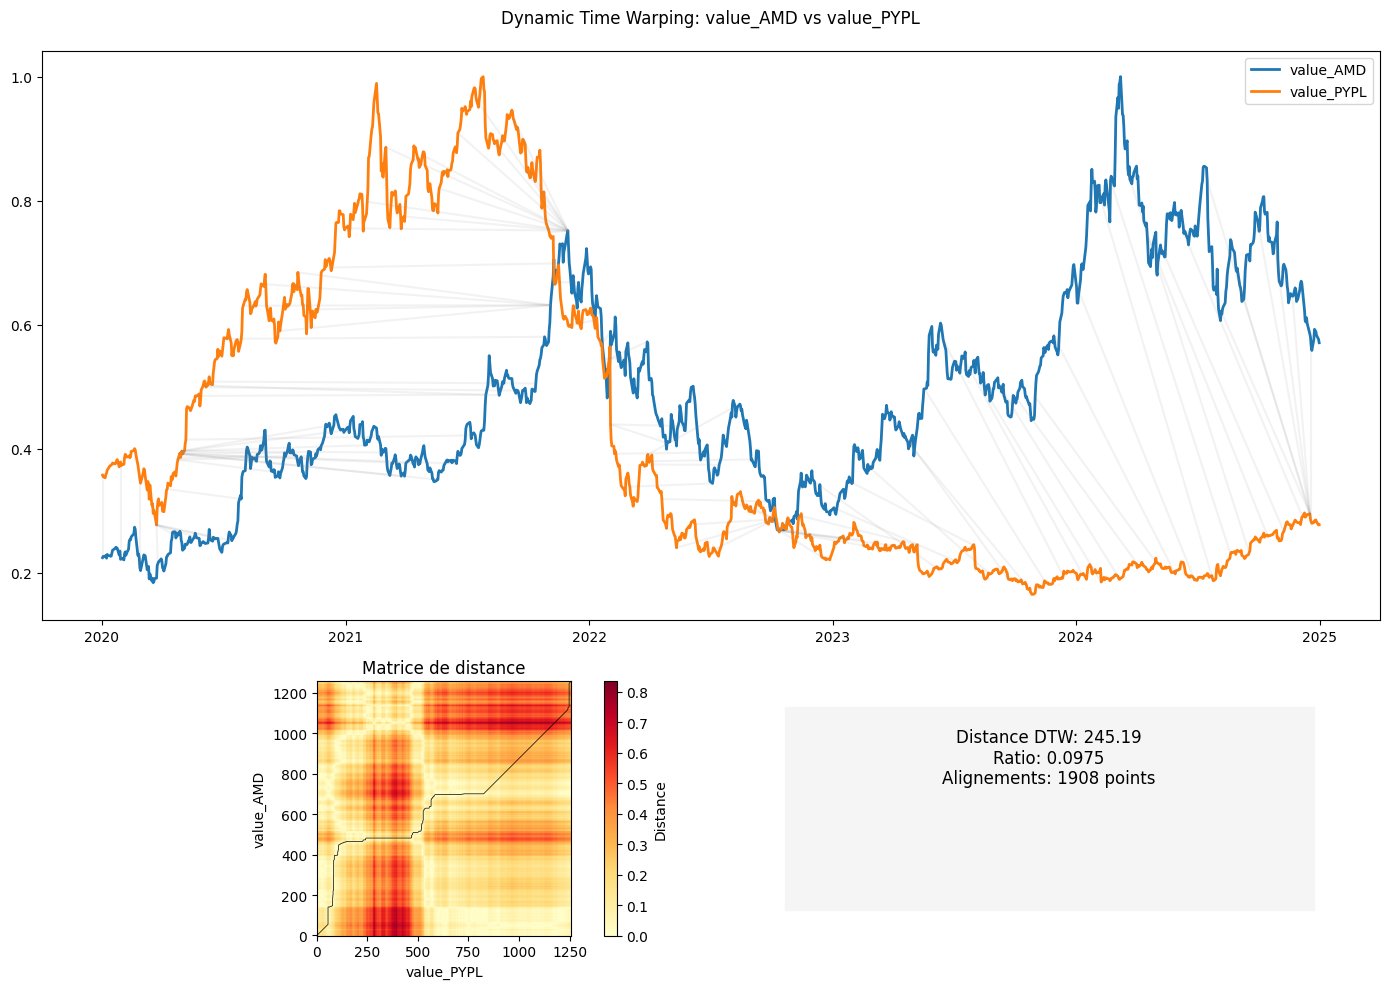 Dynamic Time Warping: value_AMD vs value_PYPL
value_AMD
value_PYPL
1.0
0.8
0.6
0.4
0.2
2020 2021 2022 2023 2024 2025
Matrice de distance
value_AMD
1200
1000
800
600
400
200
0
0 250 500 750 1000 1250
value_PYPL
0.8
0.7
0.6
0.5
0.4
0.3
0.2
0.1
0.0
Distance
Distance DTW: 245.19
Ratio: 0.0975
Alignements: 1908 points